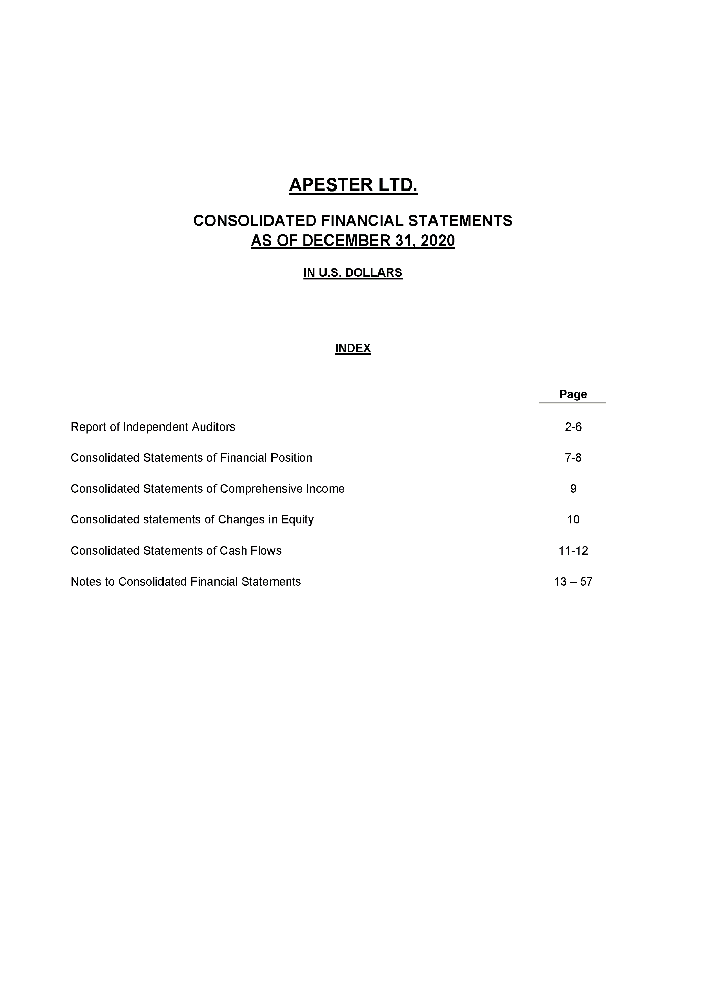 APESTER LTD.
CONSOLIDATED FINANCIAL STATEMENTS
AS OF DECEMBER 31, 2020
IN U.S. DOLLARS
INDEX
Page
Report of Independent Auditors 2-6
Consolidated Statements of Financial Position 7-8
Consolidated Statements of Comprehensive Income 9
Consolidated statements of Changes in Equity 10
Consolidated Statements of Cash Flows 11-12
Notes to Consolidated Financial Statements 13 – 57